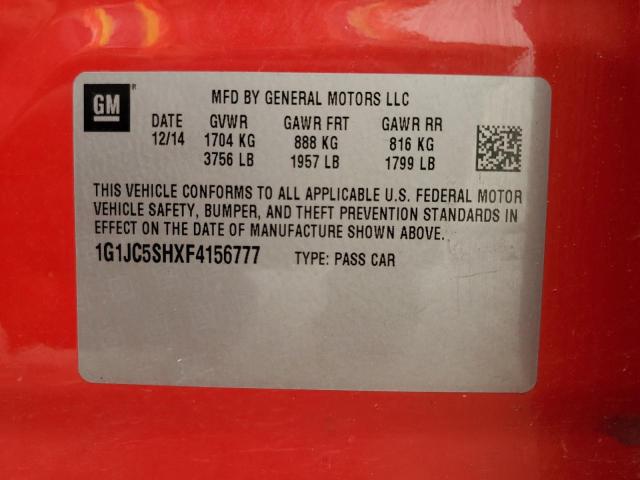 GM ® MFD BY GENERAL MOTORS LLC
DATE GVWR GAWR FRT GAWR RR
12/14 1704 KG 888 KG 816 KG
3756 LB 1957 LB 1799 LB
THIS VEHICLE CONFORMS TO ALL APPLICABLE U.S. FEDERAL MOTOR
VEHICLE SAFETY, BUMPER, AND THEFT PREVENTION STANDARDS IN
EFFECT ON THE DATE OF MANUFACTURE SHOWN ABOVE.
1G1JC5SHXF4156777 TYPE: PASS CAR